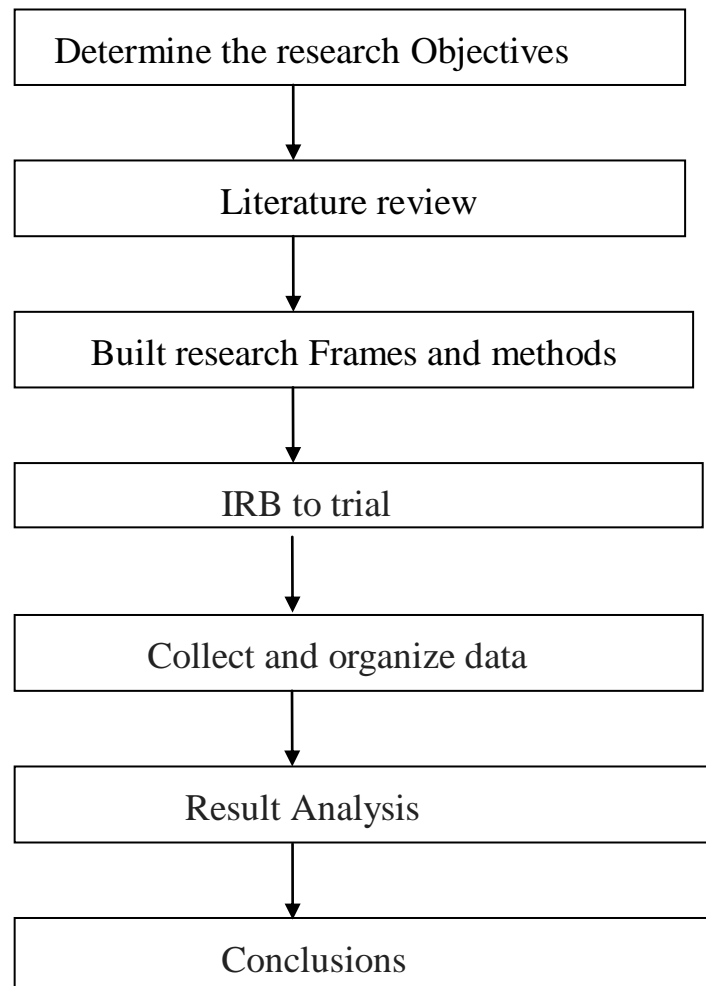 Determine the research Objectives
Literature review
Built research Frames and methods
IRB to trial
Collect and organize data
Result Analysis
Conclusions